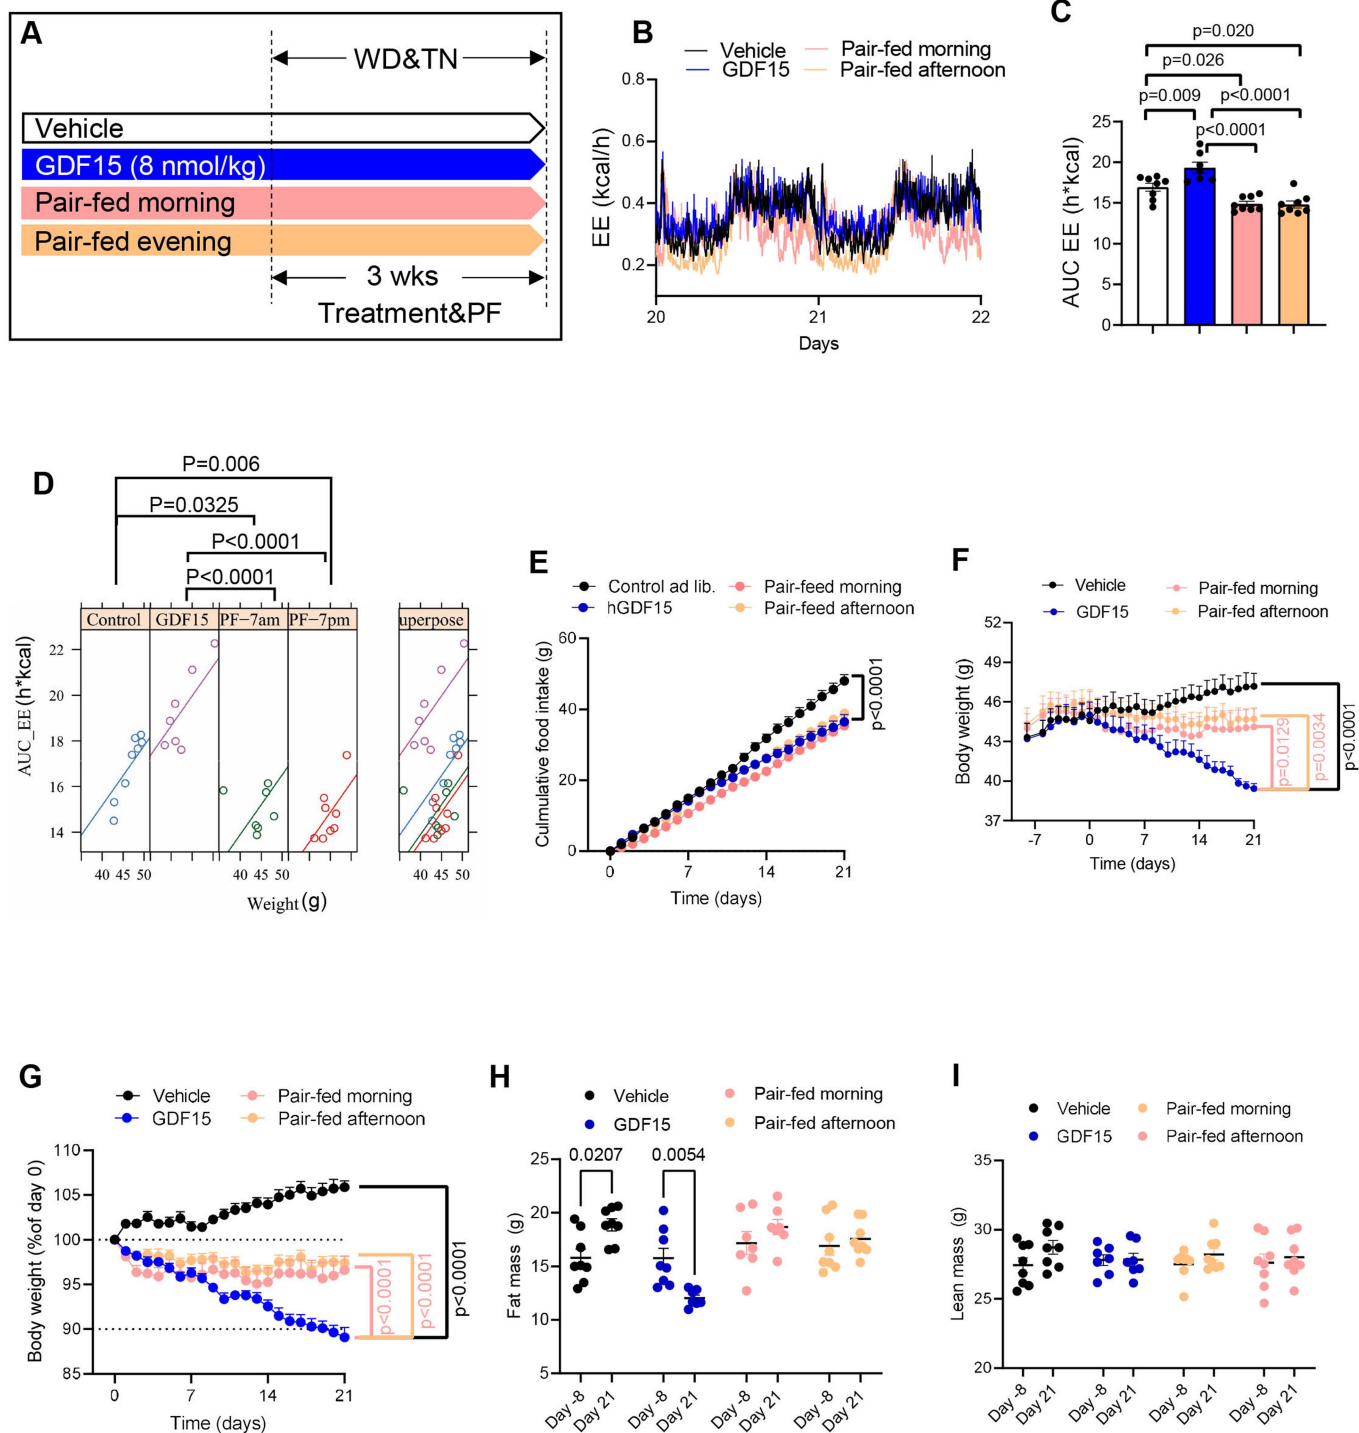 A
WD&TN
Vehicle
GDF15 (8 nmol/kg)
Pair-fed morning
Pair-fed evening
3 wks
Treatment&PF
B
Vehicle
Pair-fed morning
GDF15
Pair-fed afternoon
EE (kcal/h)
0.8
0.6
0.4
0.2
20
21
22
Days
C
p=0.020
p=0.026
p=0.009
p<0.0001
p<0.0001
AUC EE (h*kcal)
25
20
15
10
5
0
D
P=0.006
P=0.0325
P<0.0001
P<0.0001
Control
GDF15
PF−7am
PF−7pm
uperpose
AUC_EE (h*kcal)
22
20
18
16
14
40 45 50
40 45 50
40 45 50
Weight (g)
E
Control ad lib.
Pair-feed morning
hGDF15
Pair-feed afternoon
Culmulative food intake (g)
60
40
20
0
p<0.0001
0
7
14
21
Time (days)
F
Vehicle
Pair-fed morning
GDF15
Pair-fed afternoon
Body weight (g)
52
49
46
43
40
37
p=0.0129
p=0.0034
p<0.0001
-7
0
7
14
21
Time (days)
G
Vehicle
Pair-fed morning
GDF15
Pair-fed afternoon
Body weight (%of day 0)
110
105
100
95
90
85
p<0.0001
p<0.0001
p<0.0001
0
7
14
21
Time (days)
H
Vehicle
Pair-fed morning
GDF15
Pair-fed afternoon
Fat mass (g)
25
20
15
10
5
0.0207
0.0054
Day -8
Day 21
Day -8
Day 21
Day -8
Day 21
Day -8
Day 21
I
Vehicle
Pair-fed morning
GDF15
Pair-fed afternoon
Lean mass (g)
35
30
25
20
Day -8
Day 21
Day -8
Day 21
Day -8
Day 21
Day -8
Day 21